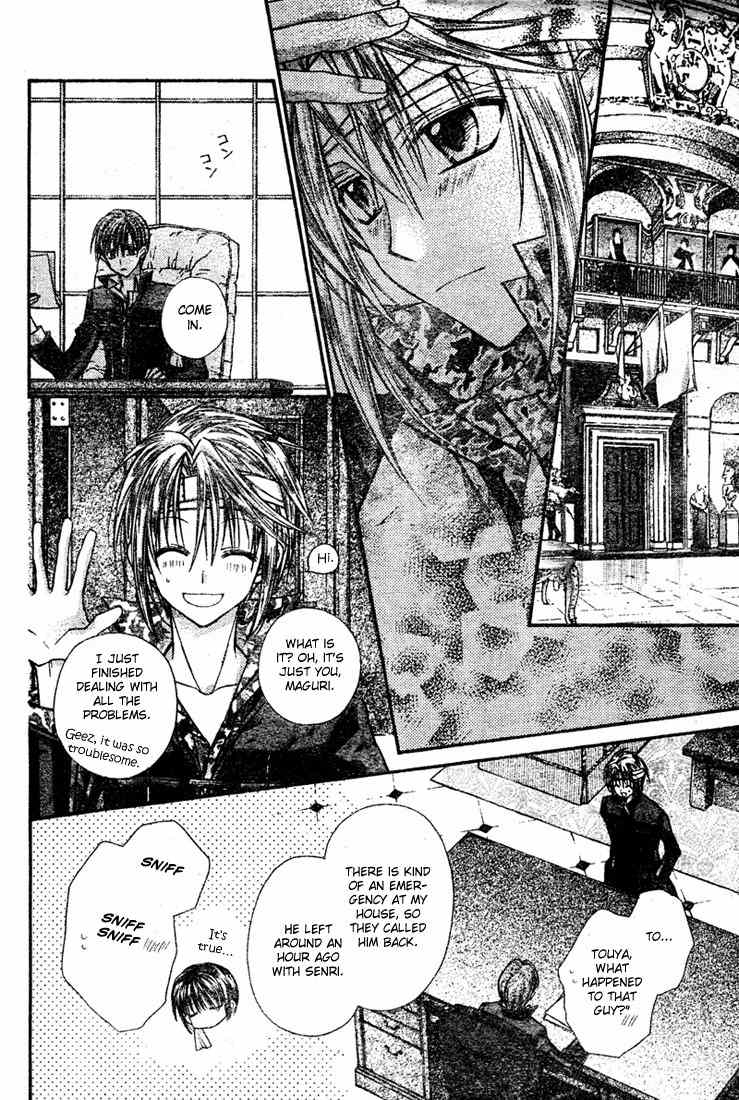 コン
コン
COME
IN.
Hi.
WHAT IS
IT? OH, IT'S
JUST YOU,
MAGURI.
I JUST
FINISHED
DEALING WITH
ALL THE
PROBLEMS.
Geez, it was so
troublesome.
TO...
TOUYA,
WHAT
HAPPENED
TO THAT
GUY?"
THERE IS KIND
OF AN EMER-
GENCY AT MY
HOUSE, SO
THEY CALLED
HIM BACK.
HE LEFT
AROUND AN
HOUR AGO
WITH SENRI.
It's
true...
SNIFF
SNIFF
SNIFF